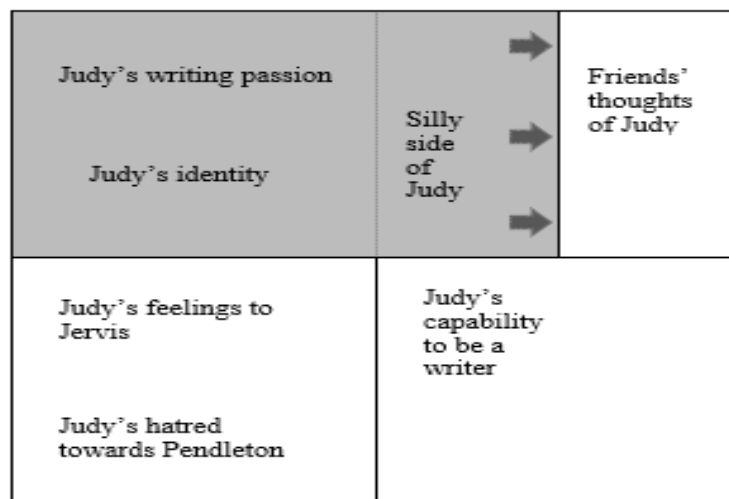 Judy's writing passion
Judy's identity
Silly
side
of
Judy
Friends'
thoughts
of Judy
Judy's feelings to
Jervis
Judy's hatred
towards Pendleton
Judy's
capability
to be a
writer